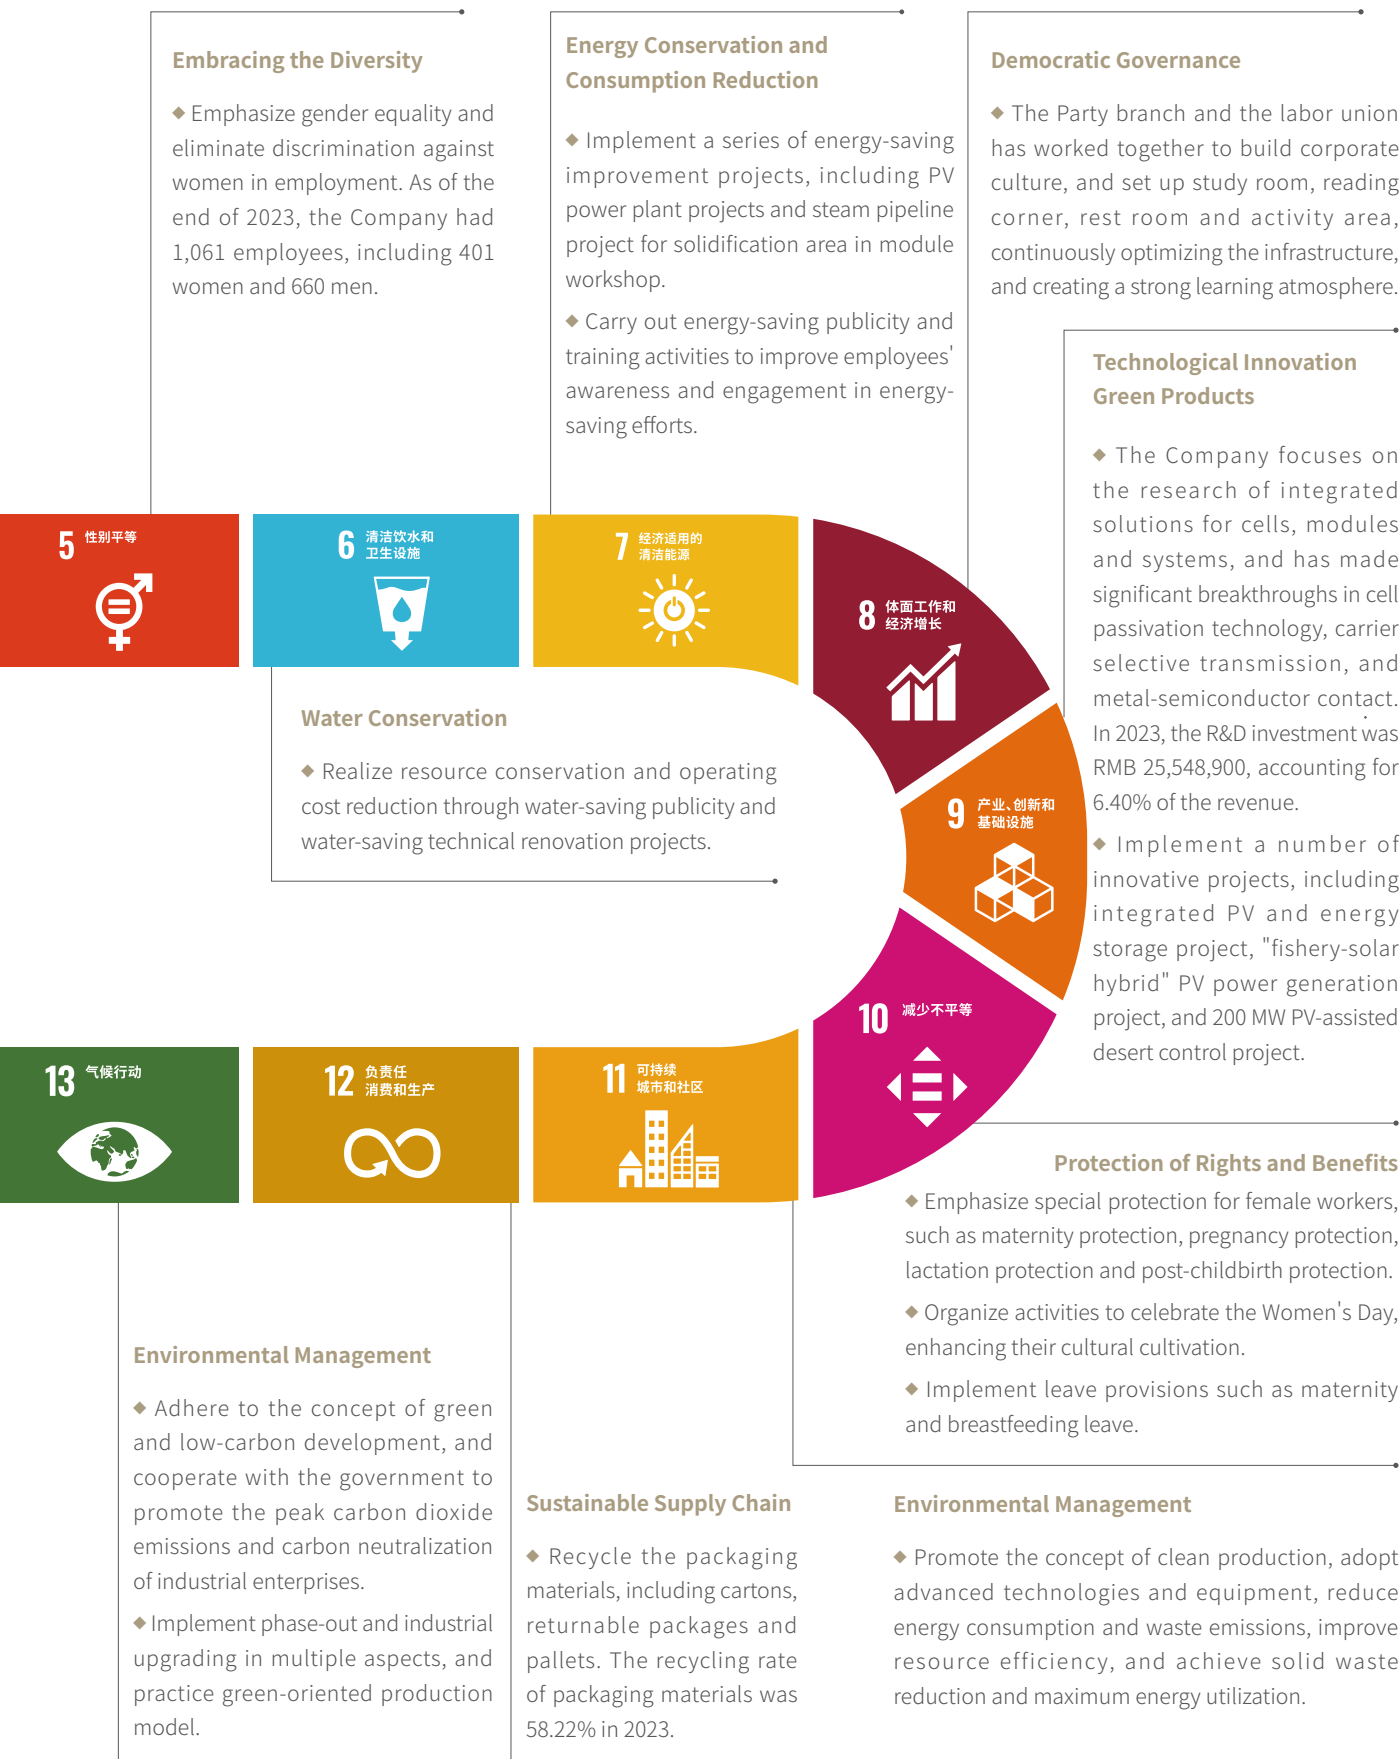 Embracing the Diversity
◆ Emphasize gender equality and
eliminate discrimination against
women in employment. As of the
end of 2023, the Company had
1,061 employees, including 401
women and 660 men.
Energy Conservation and
Consumption Reduction
◆ Implement a series of energy-saving
improvement projects, including PV
power plant projects and steam pipeline
project for solidification area in module
workshop.
◆ Carry out energy-saving publicity and
training activities to improve employees'
awareness and engagement in energy-
saving efforts.
Democratic Governance
◆ The Party branch and the labor union
has worked together to build corporate
culture, and set up study room, reading
corner, rest room and activity area,
continuously optimizing the infrastructure,
and creating a strong learning atmosphere.
Technological Innovation
Green Products
◆ The Company focuses on
the research of integrated
solutions for cells, modules
and systems, and has made
significant breakthroughs in cell
passivation technology, carrier
selective transmission, and
metal-semiconductor contact.
In 2023, the R&D investment was
RMB 25,548,900, accounting for
6.40% of the revenue.
◆ Implement a number of
innovative projects, including
integrated PV and energy
storage project, "fishery-solar
hybrid" PV power generation
project, and 200 MW PV-assisted
desert control project.
5 性别平等
6 清洁饮水和
卫生设施
7 经济适用的
清洁能源
8 体面工作和
经济增长
9 产业、创新和
基础设施
10 减少不平等
11 可持续
城市和社区
12 负责任
消费和生产
13 气候行动
Water Conservation
◆ Realize resource conservation and operating
cost reduction through water-saving publicity and
water-saving technical renovation projects.
Protection of Rights and Benefits
◆ Emphasize special protection for female workers,
such as maternity protection, pregnancy protection,
lactation protection and post-childbirth protection.
◆ Organize activities to celebrate the Women's Day,
enhancing their cultural cultivation.
◆ Implement leave provisions such as maternity
and breastfeeding leave.
Environmental Management
◆ Adhere to the concept of green
and low-carbon development, and
cooperate with the government to
promote the peak carbon dioxide
emissions and carbon neutralization
of industrial enterprises.
◆ Implement phase-out and industrial
upgrading in multiple aspects, and
practice green-oriented production
model.
Sustainable Supply Chain
◆ Recycle the packaging
materials, including cartons,
returnable packages and
pallets. The recycling rate
of packaging materials was
58.22% in 2023.
Environmental Management
◆ Promote the concept of clean production, adopt
advanced technologies and equipment, reduce
energy consumption and waste emissions, improve
resource efficiency, and achieve solid waste
reduction and maximum energy utilization.